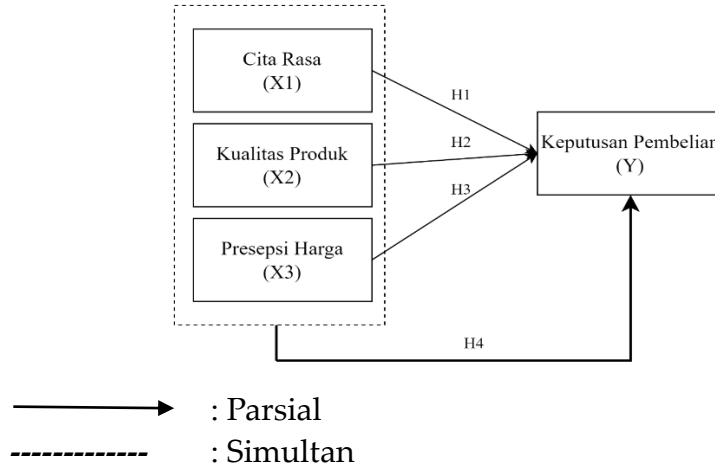 Cita Rasa
(X1)
H1
Kualitas Produk
(X2)
H2
Keputusan Pembelian
(Y)
H3
Presepsi Harga
(X3)
H4
: Parsial
: Simultan